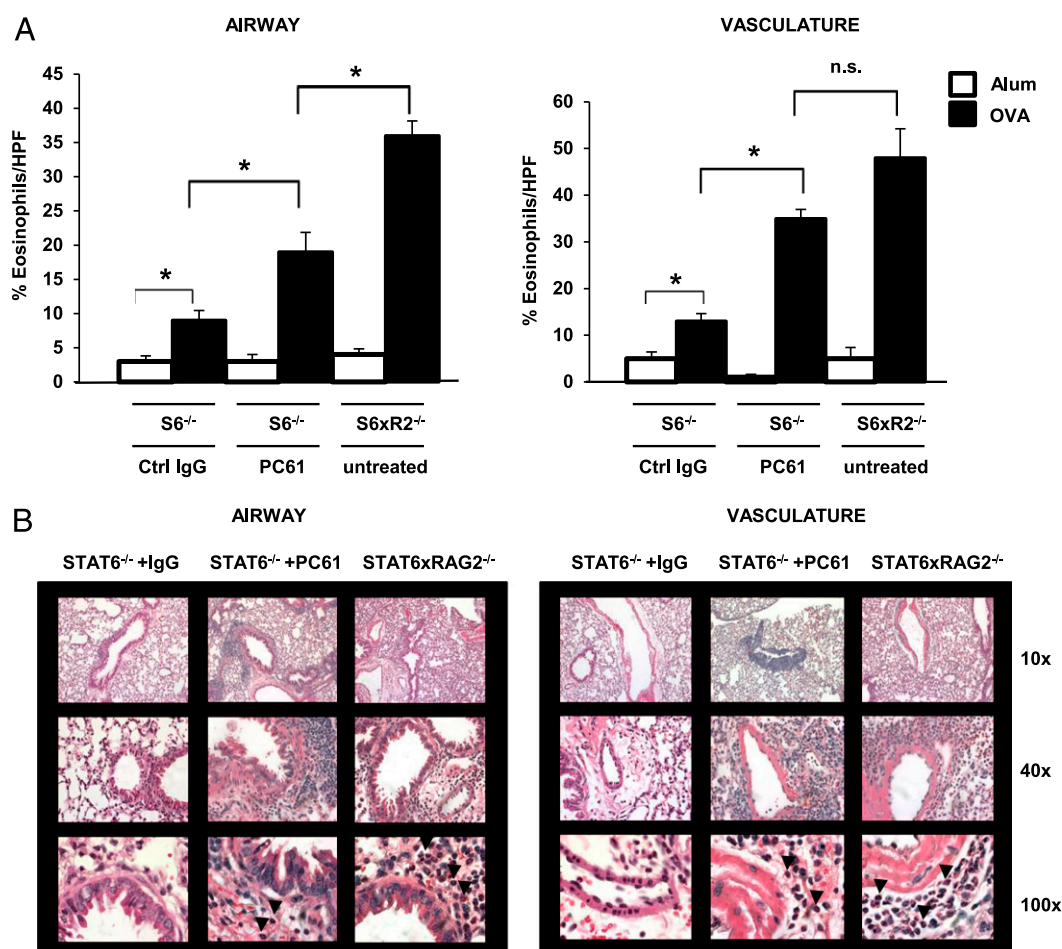 A
AIRWAY
VASCULATURE
% Eosinophils/HPF
45
40
35
30
25
20
15
10
5
0
*
*
*
S6-/-
S6-/-
S6xR2-/-
Ctrl IgG
PC61
untreated
% Eosinophils/HPF
60
50
40
30
20
10
0
*
*
n.s.
Alum
OVA
S6-/-
S6-/-
S6xR2-/-
Ctrl IgG
PC61
untreated
B
AIRWAY
VASCULATURE
STAT6-/- +IgG
STAT6-/- +PC61
STAT6xRAG2-/-
STAT6-/- +IgG
STAT6-/- +PC61
STAT6xRAG2-/-
10x
40x
100x